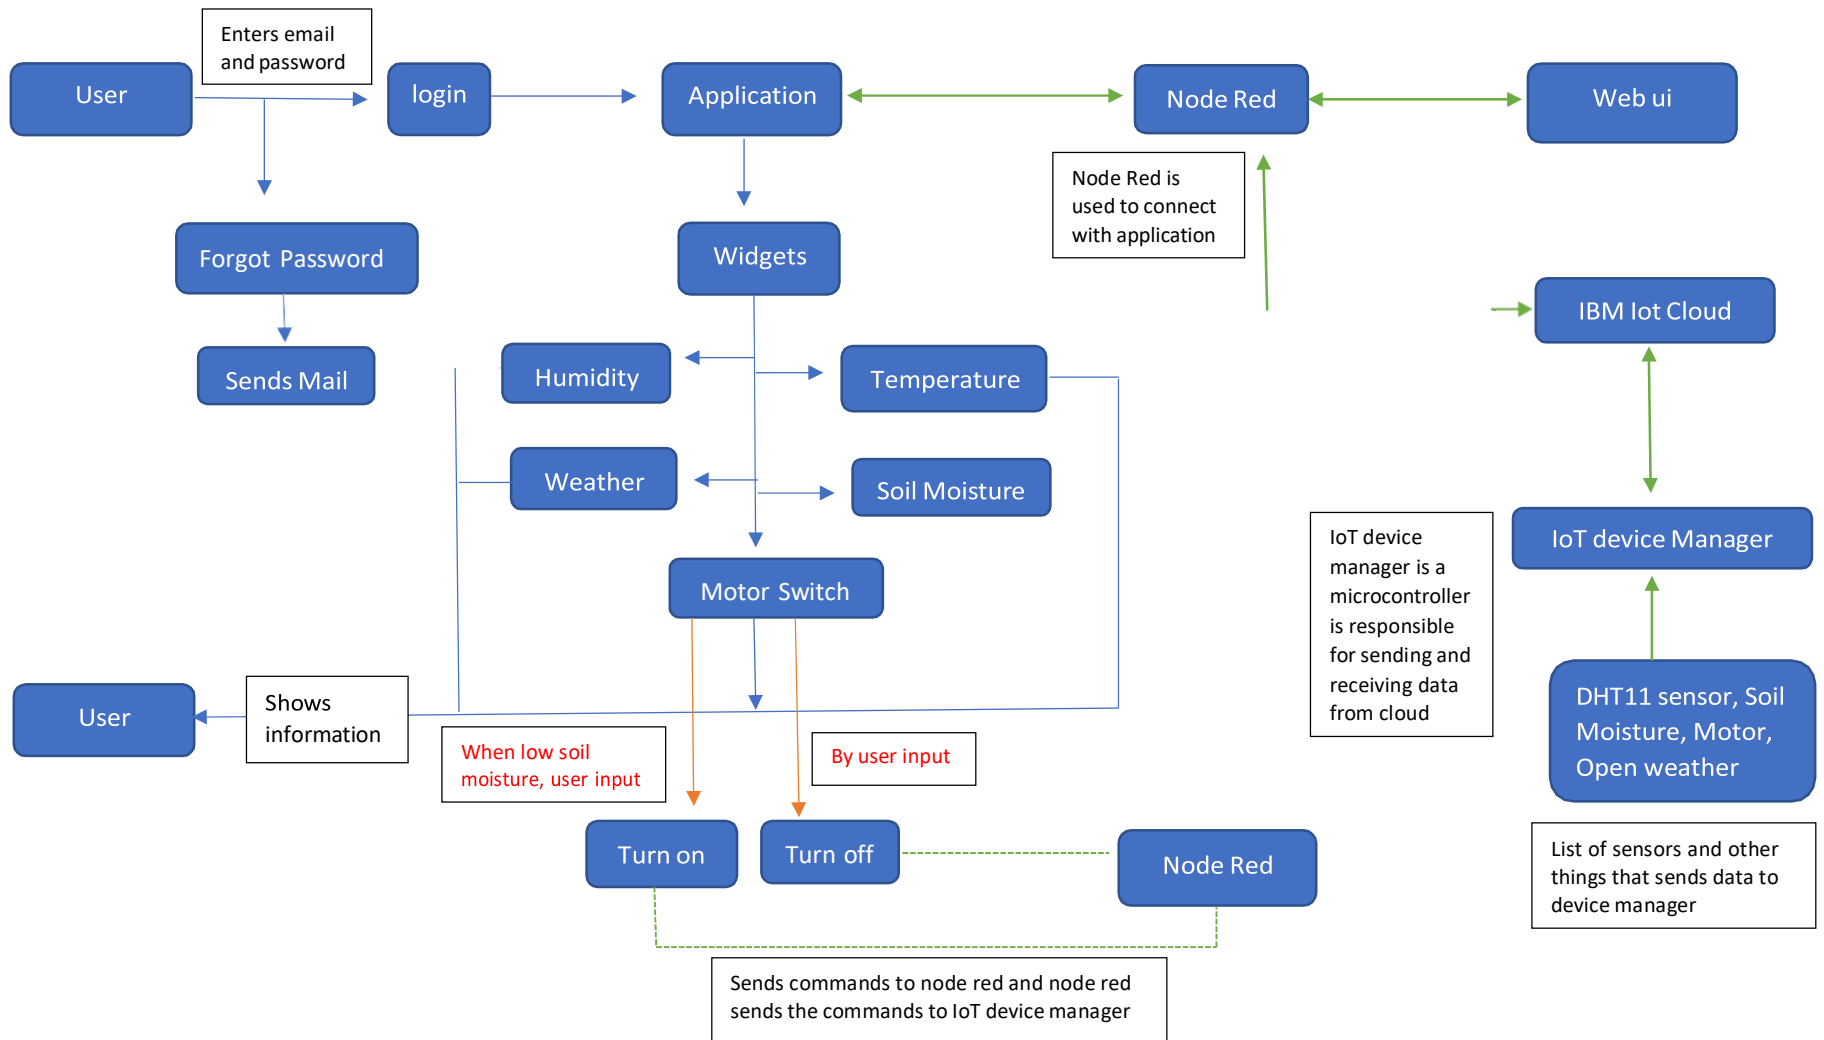 Enters email
and password
User
login
Application
Node Red
Web ui
Node Red is
used to connect
with application
Forgot Password
Widgets
IBM Iot Cloud
Sends Mail
Humidity
Temperature
Weather
Soil Moisture
IoT device Manager
IoT device
manager is a
microcontroller
is responsible
for sending and
receiving data
from cloud
Motor Switch
User
Shows
information
DHT11 sensor, Soil
Moisture, Motor,
Open weather
When low soil
moisture, user input
By user input
Turn on
Turn off
Node Red
List of sensors and other
things that sends data to
device manager
Sends commands to node red and node red
sends the commands to IoT device manager